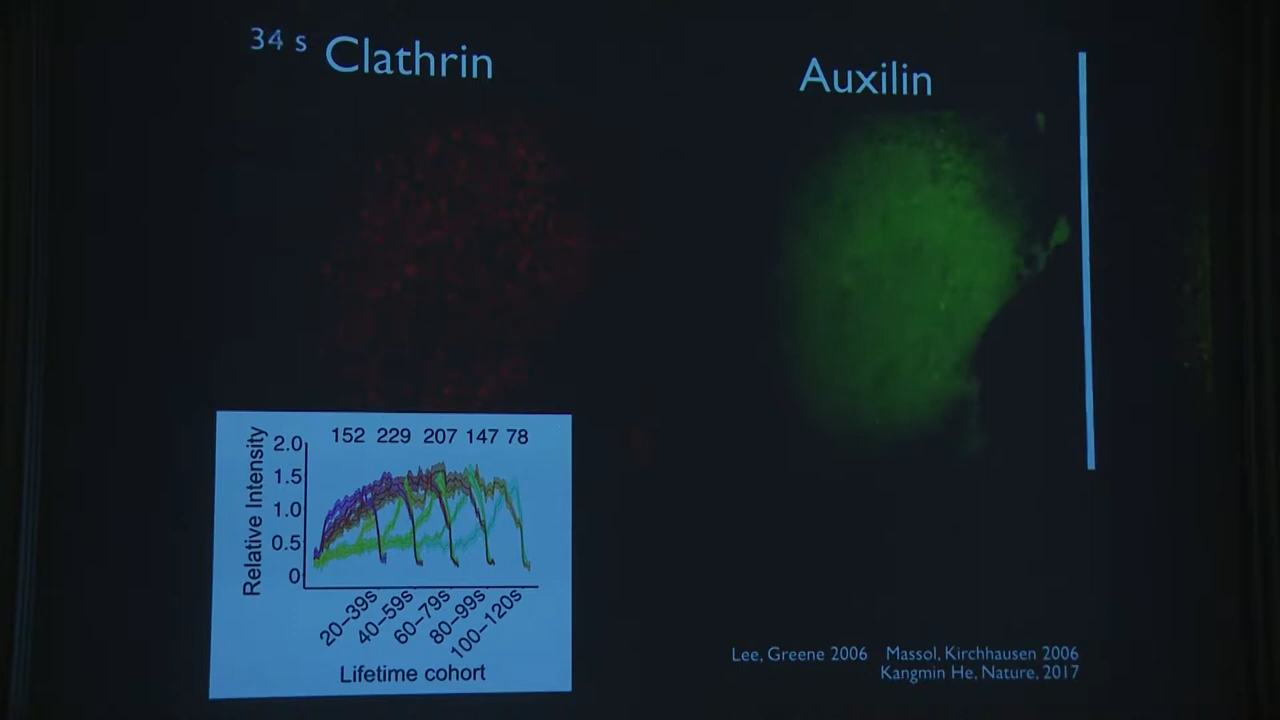 34 s Clathrin
Auxilin
Relative Intensity
2.0
1.5
1.0
0.5
0
152 229 207 147 78
20–39s
40–59s
60–79s
80–99s
100–120s
Lifetime cohort
Lee, Greene 2006 Massol, Kirchhausen 2006
Kangmin He, Nature, 2017